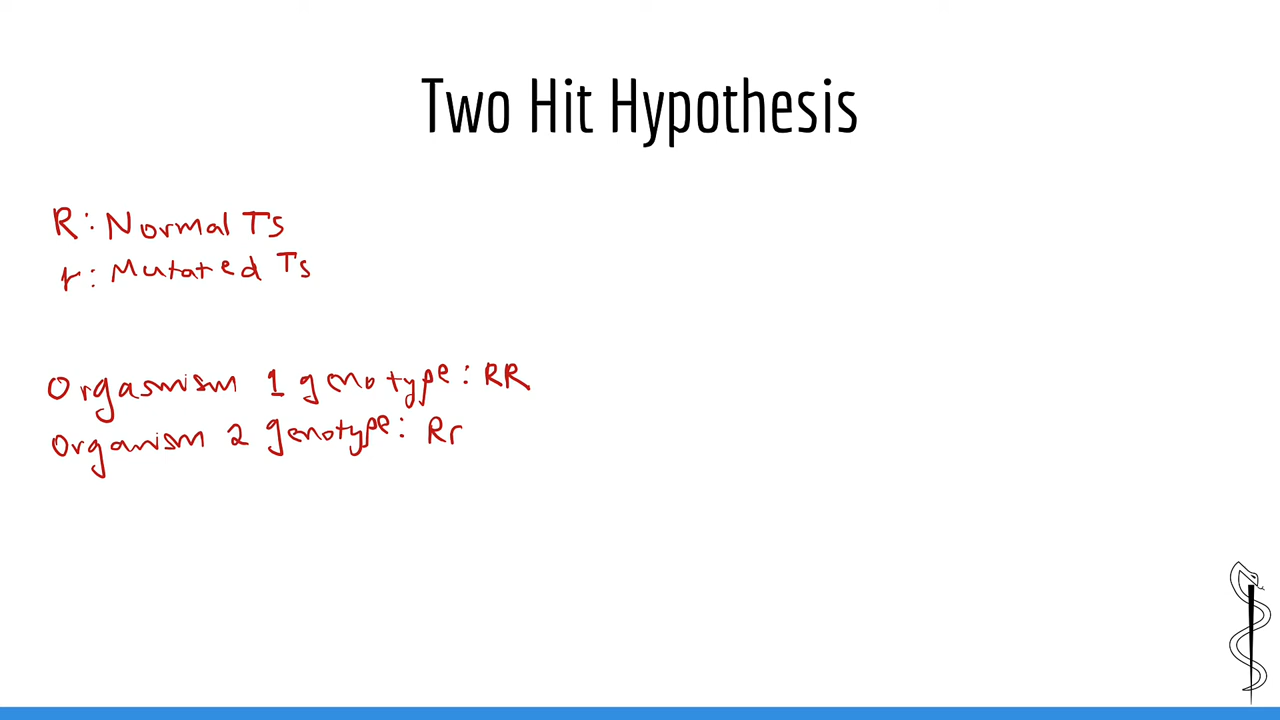 Two Hit Hypothesis
R: Normal Ts
r: Mutated Ts
Orgasmism 1 genotype: RR
Organism 2 genotype: Rr